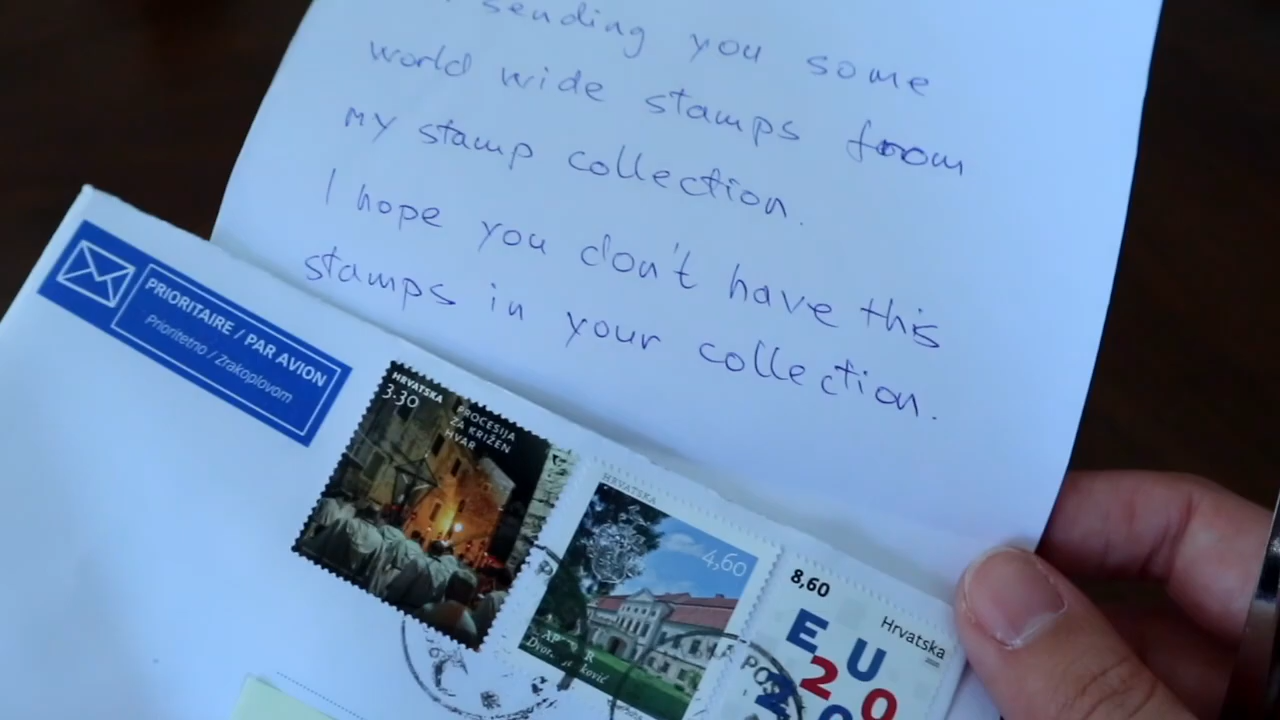 sending you some
world wide stamps from
my stamp collection.
I hope you don't have this
stamps in your collection.
PRIORITAIRE / PAR AVION
Prioritetno / Zrakoplovom
HRVATSKA
3.30
PROCESIJA
ZA KRIŽEN
HVAR
HRVATSKA
4,60
8,60
Hrvatska
EU
20